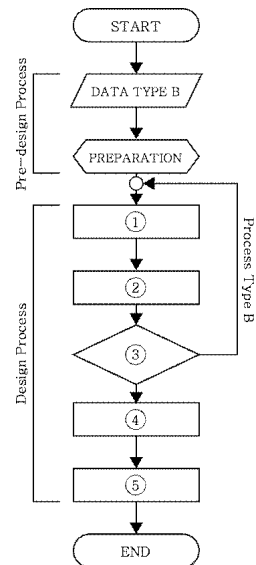 START
DATA TYPE B
Pre-design Process
PREPARATION
①
Process Type B
②
Design Process
③
④
⑤
END